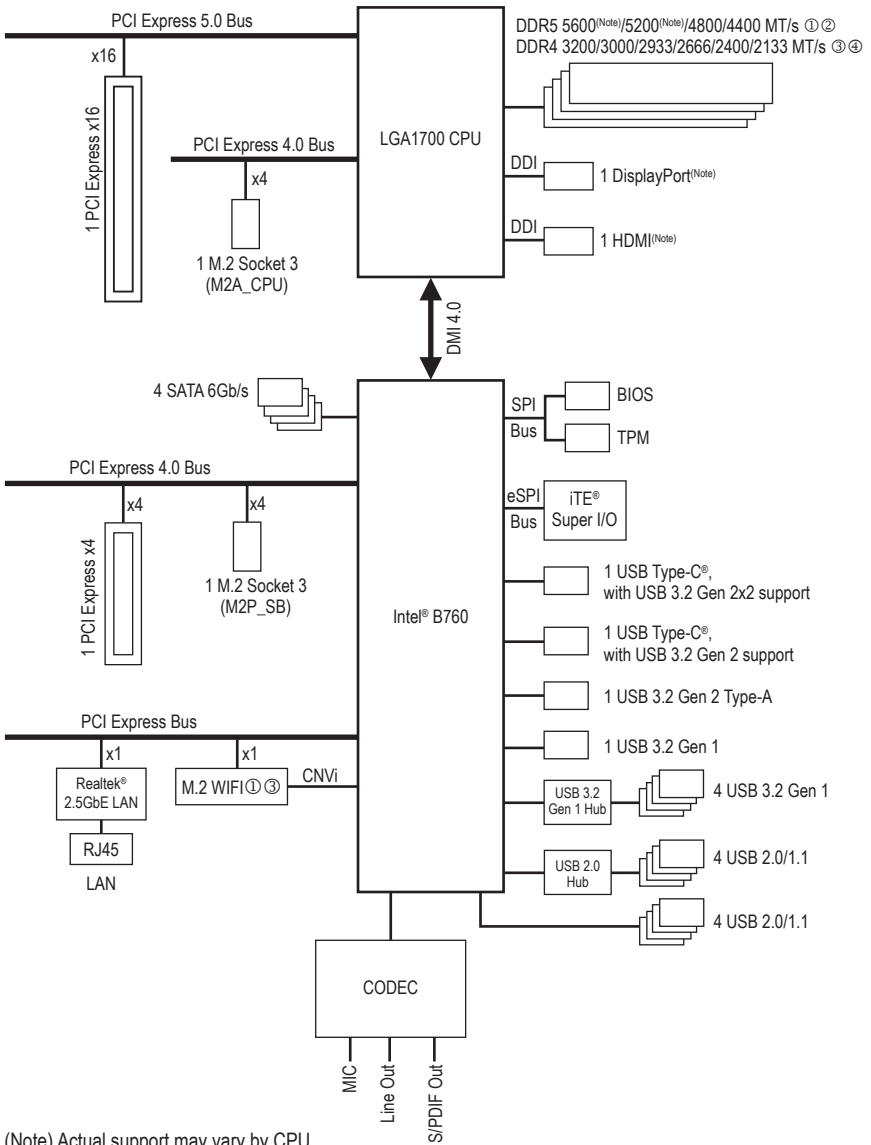 PCI Express 5.0 Bus
x16
1 PCI Express x16
DDR5 5600(Note)/5200(Note)/4800/4400 MT/s ①②
DDR4 3200/3000/2933/2666/2400/2133 MT/s ③④
LGA1700 CPU
PCI Express 4.0 Bus
x4
1 M.2 Socket 3
(M2A_CPU)
DDI
1 DisplayPort(Note)
DDI
1 HDMI(Note)
DMI 4.0
4 SATA 6Gb/s
SPI
Bus
BIOS
TPM
PCI Express 4.0 Bus
x4
1 PCI Express x4
x4
1 M.2 Socket 3
(M2P_SB)
eSPI
Bus
iTE®
Super I/O
Intel® B760
1 USB Type-C®,
with USB 3.2 Gen 2x2 support
1 USB Type-C®,
with USB 3.2 Gen 2 support
1 USB 3.2 Gen 2 Type-A
1 USB 3.2 Gen 1
PCI Express Bus
x1
Realtek®
2.5GbE LAN
RJ45
LAN
x1
M.2 WIFI①③
CNVi
USB 3.2
Gen 1 Hub
4 USB 3.2 Gen 1
USB 2.0
Hub
4 USB 2.0/1.1
4 USB 2.0/1.1
CODEC
MIC
Line Out
S/PDIF Out
(Note) Actual support may vary by CPU